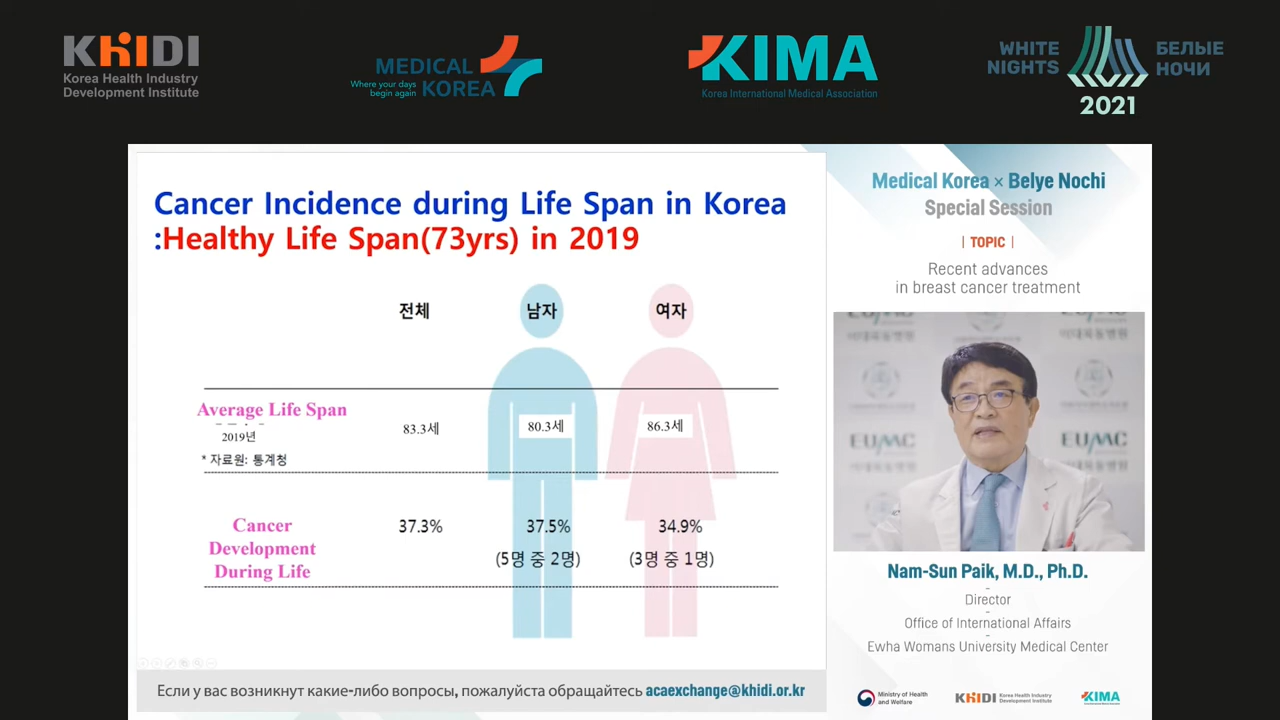 KHIDI
Korea Health Industry
Development Institute
MEDICAL
KOREA
Where your days
begin again
KIMA
Korea International Medical Association
WHITE
NIGHTS
БЕЛЫЕ
НОЧИ
2021
Cancer Incidence during Life Span in Korea
:Healthy Life Span(73yrs) in 2019
전체 남자 여자
Average Life Span
2019년
* 자료원: 통계청
83.3세 80.3세 86.3세
Cancer
Development
During Life
37.3% 37.5% 34.9%
(5명 중 2명) (3명 중 1명)
Medical Korea × Belye Nochi
Special Session
| TOPIC |
Recent advances
in breast cancer treatment
EUMC
EUMC
Nam-Sun Paik, M.D., Ph.D.
Director
Office of International Affairs
Ewha Womans University Medical Center
Если у вас возникнут какие-либо вопросы, пожалуйста обращайтесь acaexchange@khidi.or.kr
Ministry of Health
and Welfare
KHIDI Korea Health Industry
Development Institute
KIMA